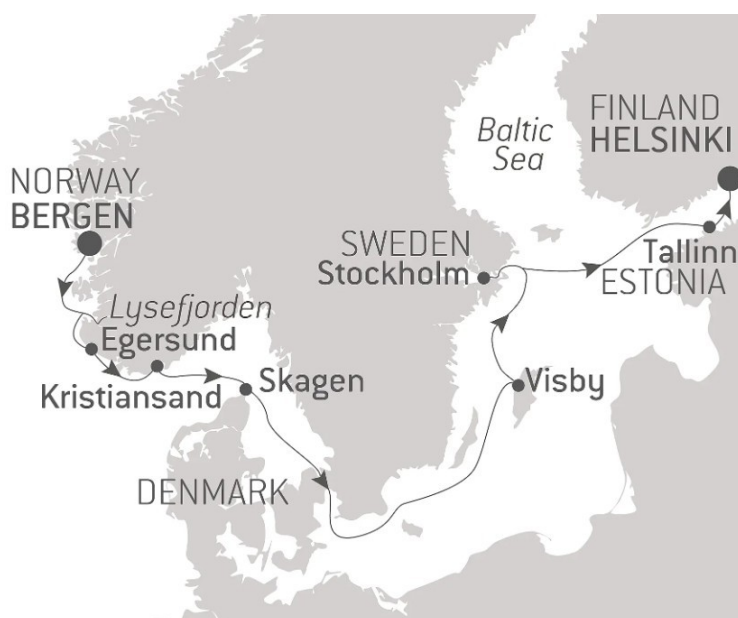 Baltic
Sea
FINLAND
HELSINKI
NORWAY
BERGEN
SWEDEN
Stockholm
Tallinn
ESTONIA
Lysefjorden
Egersund
Kristiansand
Skagen
Visby
DENMARK